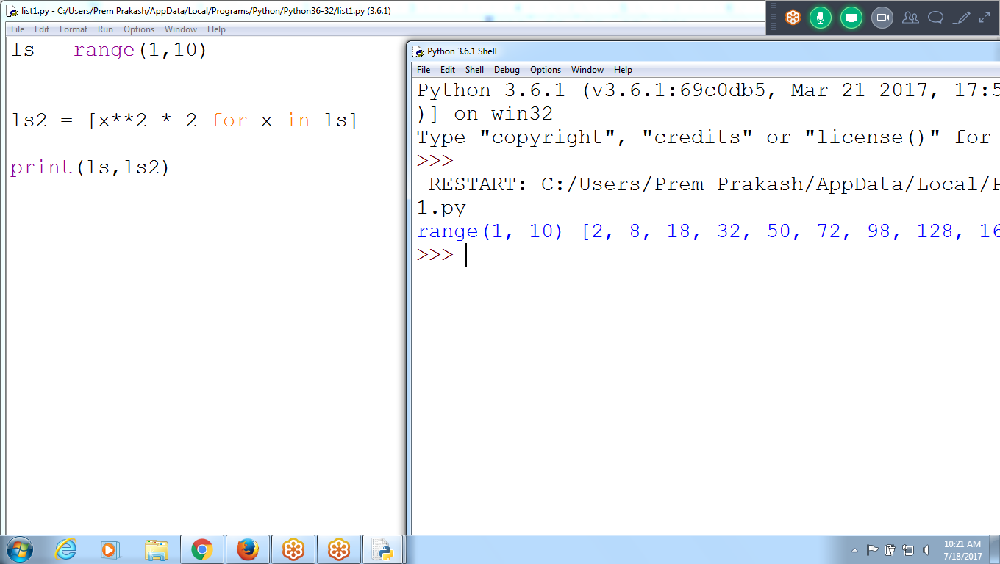 list1.py - C:/Users/Prem Prakash/AppData/Local/Programs/Python/Python36-32/list1.py (3.6.1)
File Edit Format Run Options Window Help
ls = range(1,10)
ls2 = [x**2 * 2 for x in ls]
print(ls,ls2)
Python 3.6.1 Shell
File Edit Shell Debug Options Window Help
Python 3.6.1 (v3.6.1:69c0db5, Mar 21 2017, 17:5
)] on win32
Type "copyright", "credits" or "license()" for
>>>
RESTART: C:/Users/Prem Prakash/AppData/Local/P
1.py
range(1, 10) [2, 8, 18, 32, 50, 72, 98, 128, 16
>>>
10:21 AM
7/18/2017